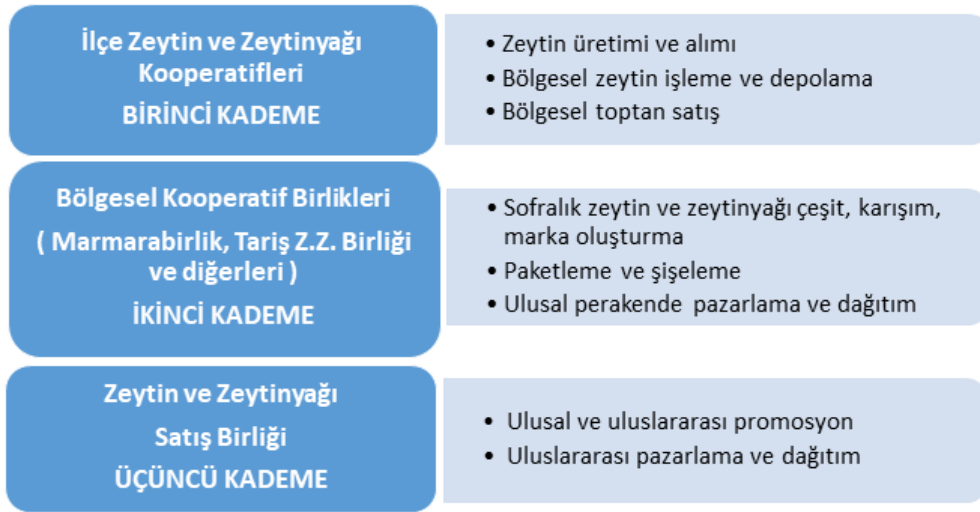 İlçe Zeytin ve Zeytinyağı
Kooperatifleri
BİRİNCİ KADEME
• Zeytin üretimi ve alımı
• Bölgesel zeytin işleme ve depolama
• Bölgesel toptan satış
Bölgesel Kooperatif Birlikleri
( Marmarabirlik, Tariş Z.Z. Birliği
ve diğerleri )
İKİNCİ KADEME
• Sofralık zeytin ve zeytinyağı çeşit, karışım,
marka oluşturma
• Paketleme ve şişeleme
• Ulusal perakende pazarlama ve dağıtım
Zeytin ve Zeytinyağı
Satış Birliği
ÜÇÜNCÜ KADEME
• Ulusal ve uluslararası promosyon
• Uluslararası pazarlama ve dağıtım